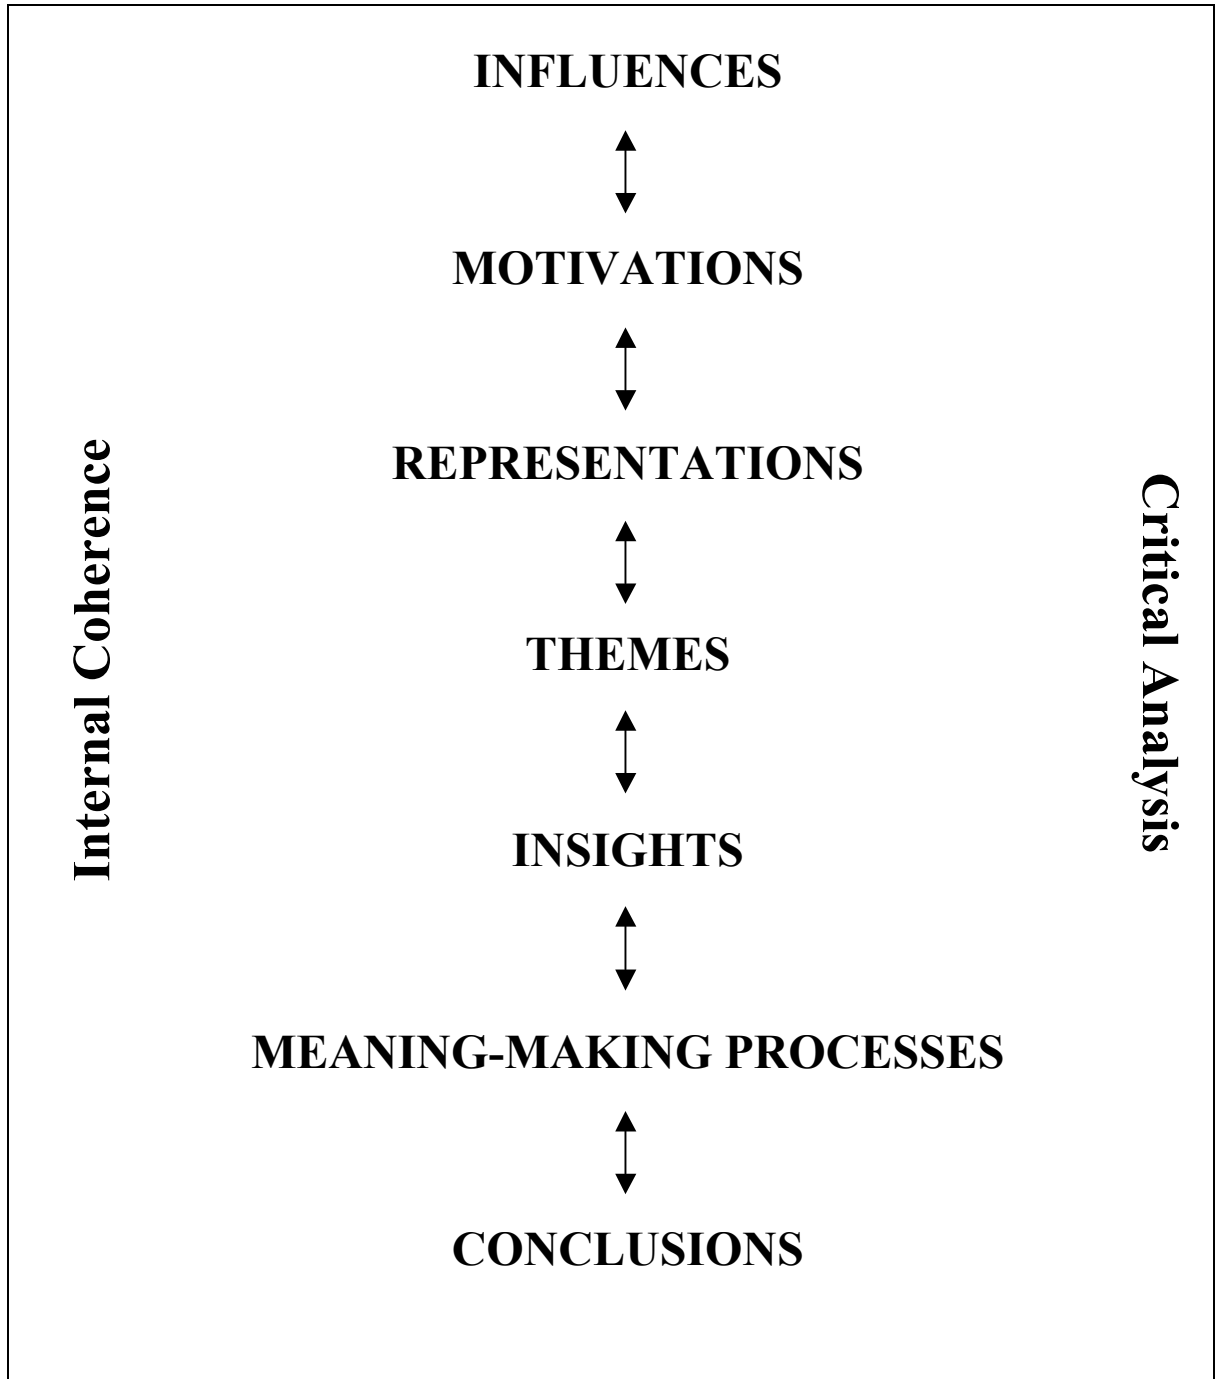 INFLUENCES
MOTIVATIONS
REPRESENTATIONS
THEMES
INSIGHTS
MEANING-MAKING PROCESSES
CONCLUSIONS
Internal Coherence
Critical Analysis